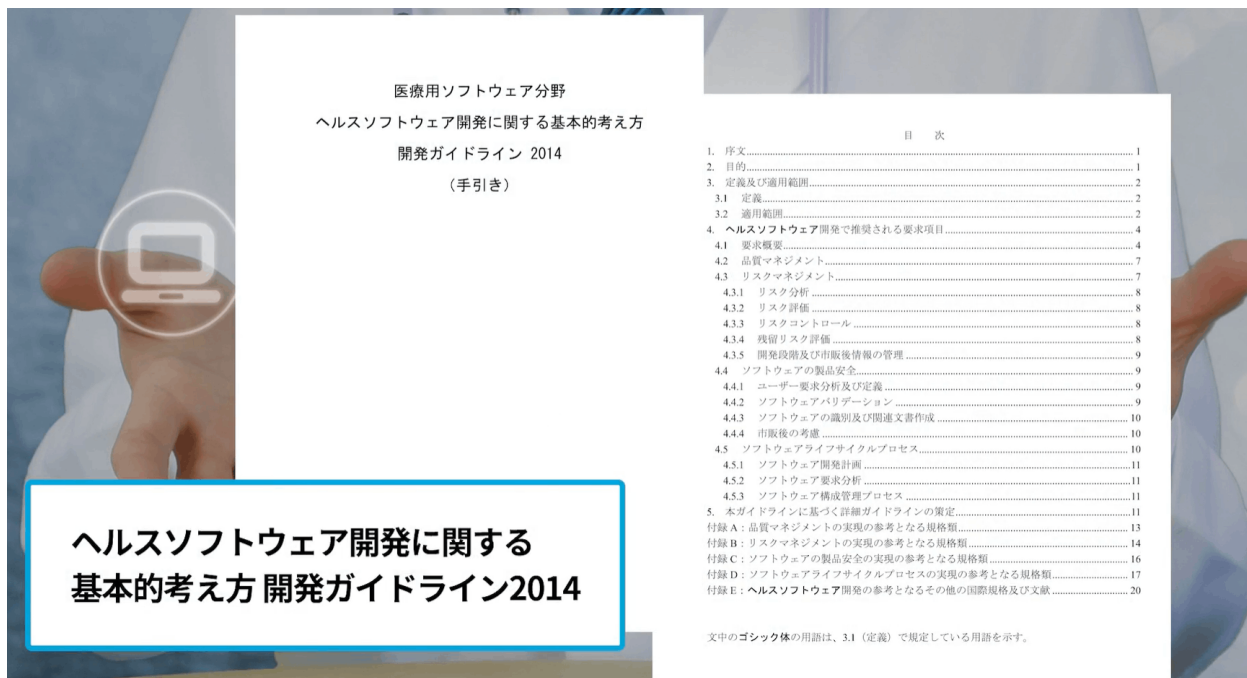 医療用ソフトウェア分野
ヘルスソフトウェア開発に関する基本的考え方
開発ガイドライン 2014
（手引き）
目　次
1. 序文 1
2. 目的 1
3. 定義及び適用範囲 2
3.1 定義 2
3.2 適用範囲 2
4. ヘルスソフトウェア開発で推奨される要求項目 4
4.1 要求概要 4
4.2 品質マネジメント 7
4.3 リスクマネジメント 7
4.3.1 リスク分析 8
4.3.2 リスク評価 8
4.3.3 リスクコントロール 8
4.3.4 残留リスク評価 8
4.3.5 開発段階及び市販後情報の管理 9
4.4 ソフトウェアの製品安全 9
4.4.1 ユーザー要求分析及び定義 9
4.4.2 ソフトウェアバリデーション 9
4.4.3 ソフトウェアの識別及び関連文書作成 10
4.4.4 市販後の考慮 10
4.5 ソフトウェアライフサイクルプロセス 10
4.5.1 ソフトウェア開発計画 11
4.5.2 ソフトウェア要求分析 11
4.5.3 ソフトウェア構成管理プロセス 11
5. 本ガイドラインに基づく詳細ガイドラインの策定 11
付録 A：品質マネジメントの実現の参考となる規格類 13
付録 B：リスクマネジメントの実現の参考となる規格類 14
付録 C：ソフトウェアの製品安全の実現の参考となる規格類 16
付録 D：ソフトウェアライフサイクルプロセスの実現の参考となる規格類 17
付録 E：ヘルスソフトウェア開発の参考となるその他の国際規格及び文献 20
文中のゴシック体の用語は、3.1（定義）で規定している用語を示す。
ヘルスソフトウェア開発に関する
基本的考え方 開発ガイドライン2014